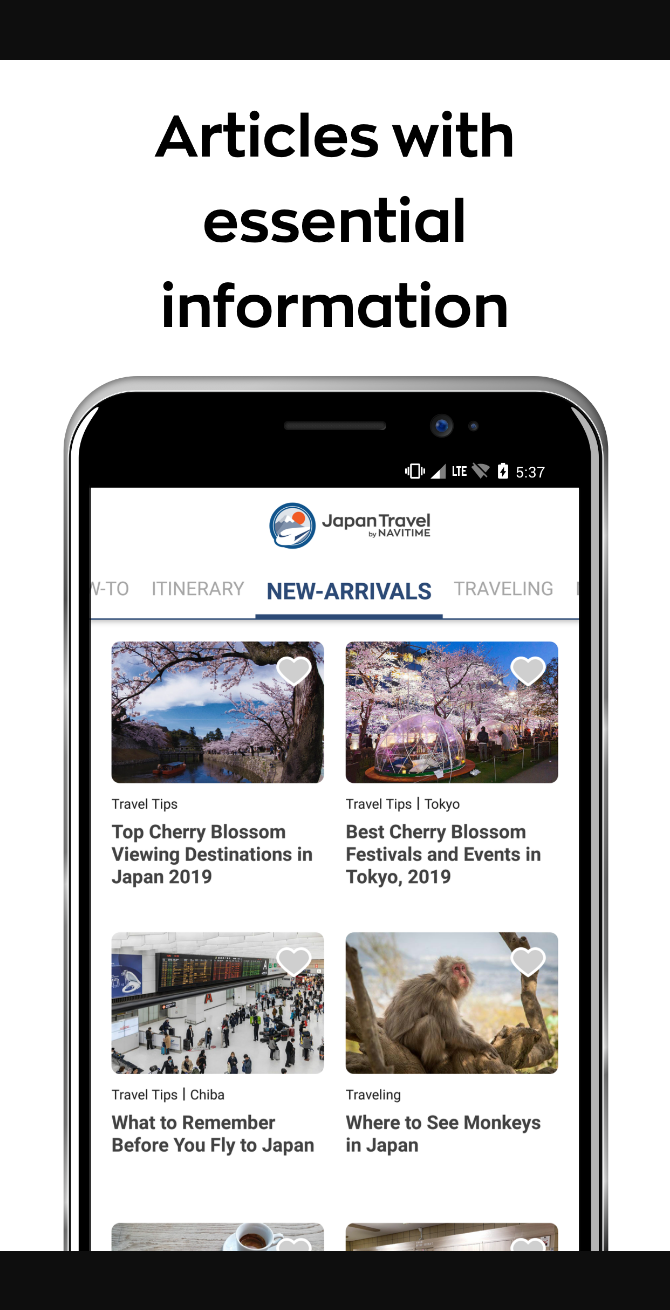 Articles with
essential
information
LTE 5:37
Japan Travel
by NAVITIME
W-TO ITINERARY NEW-ARRIVALS TRAVELING
Travel Tips
Top Cherry Blossom
Viewing Destinations in
Japan 2019
Travel Tips | Tokyo
Best Cherry Blossom
Festivals and Events in
Tokyo, 2019
Travel Tips | Chiba
What to Remember
Before You Fly to Japan
Traveling
Where to See Monkeys
in Japan